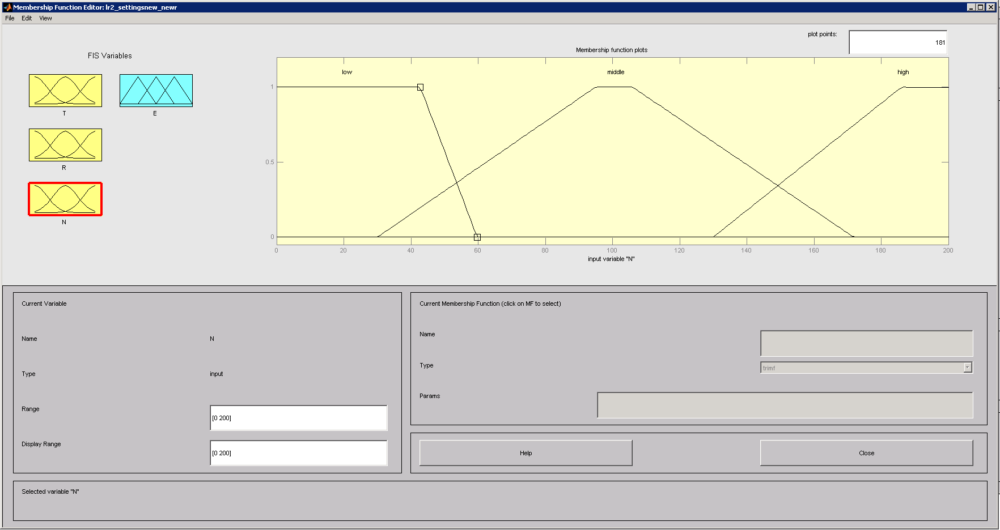 Membership Function Editor: lr2_settingsnew_newr
File Edit View
plot points:
181
FIS Variables
T
E
R
N
Membership function plots
low
middle
high
1
0.5
0
0 20 40 60 80 100 120 140 160 180 200
input variable "N"
Current Variable
Name
N
Type
input
Range
[0 200]
Display Range
[0 200]
Current Membership Function (click on MF to select)
Name
Type
trimf
Params
Help
Close
Selected variable "N"